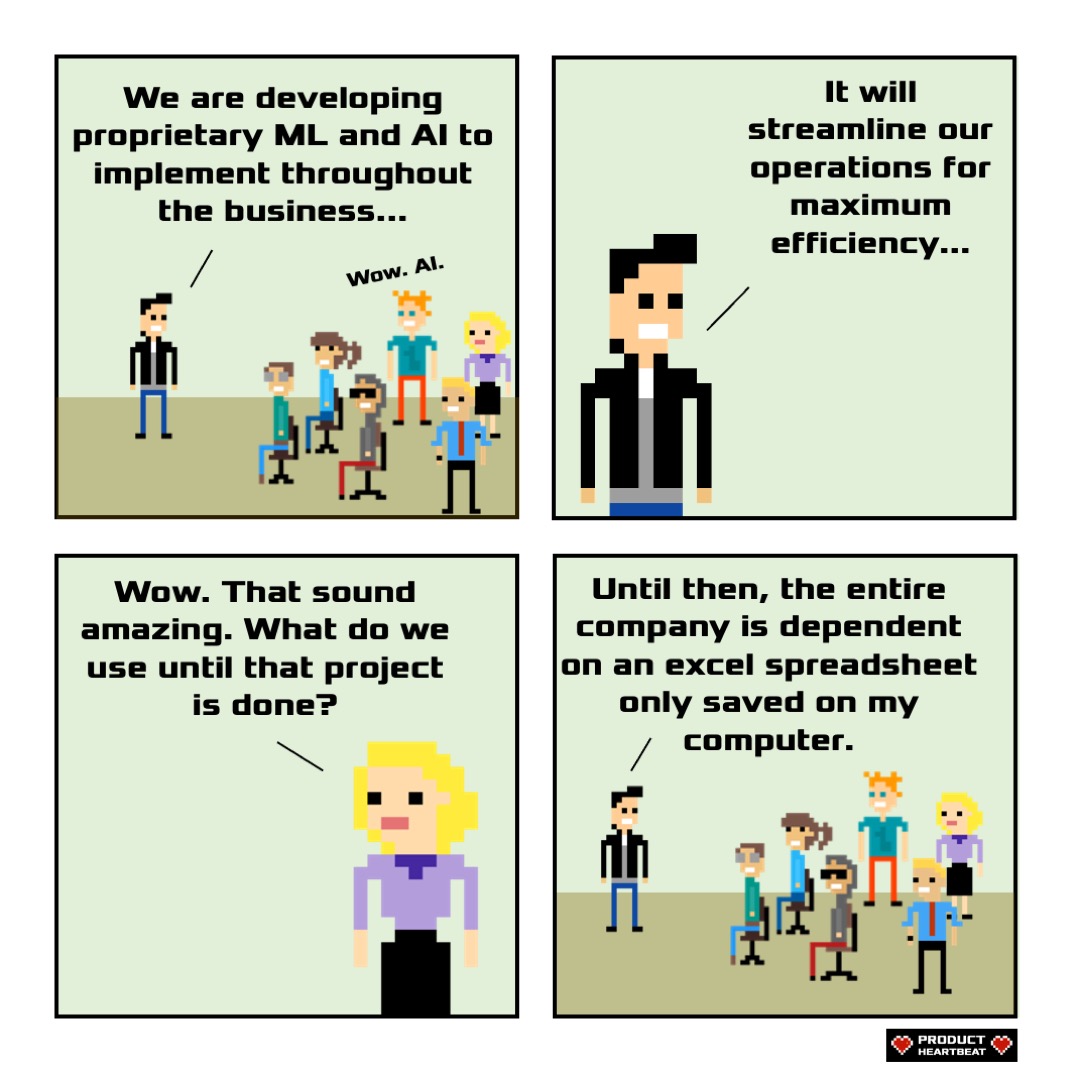 We are developing
proprietary ML and AI to
implement throughout
the business...
Wow. AI.
It will
streamline our
operations for
maximum
efficiency...
Wow. That sound
amazing. What do we
use until that project
is done?
Until then, the entire
company is dependent
on an excel spreadsheet
only saved on my
computer.
PRODUCT
HEARTBEAT